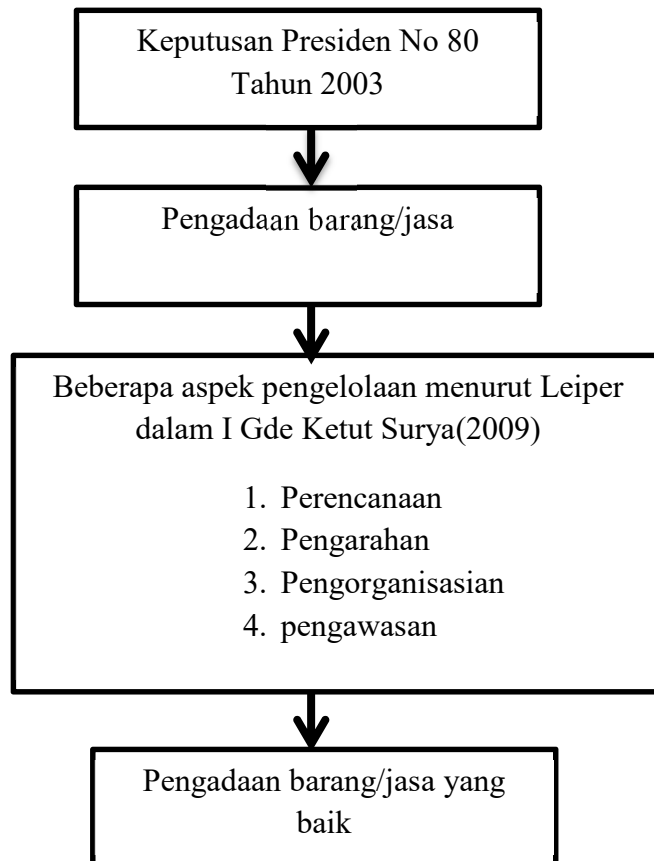 Keputusan Presiden No 80
Tahun 2003
Pengadaan barang/jasa
Beberapa aspek pengelolaan menurut Leiper
dalam I Gde Ketut Surya(2009)
1. Perencanaan
2. Pengarahan
3. Pengorganisasian
4. pengawasan
Pengadaan barang/jasa yang
baik